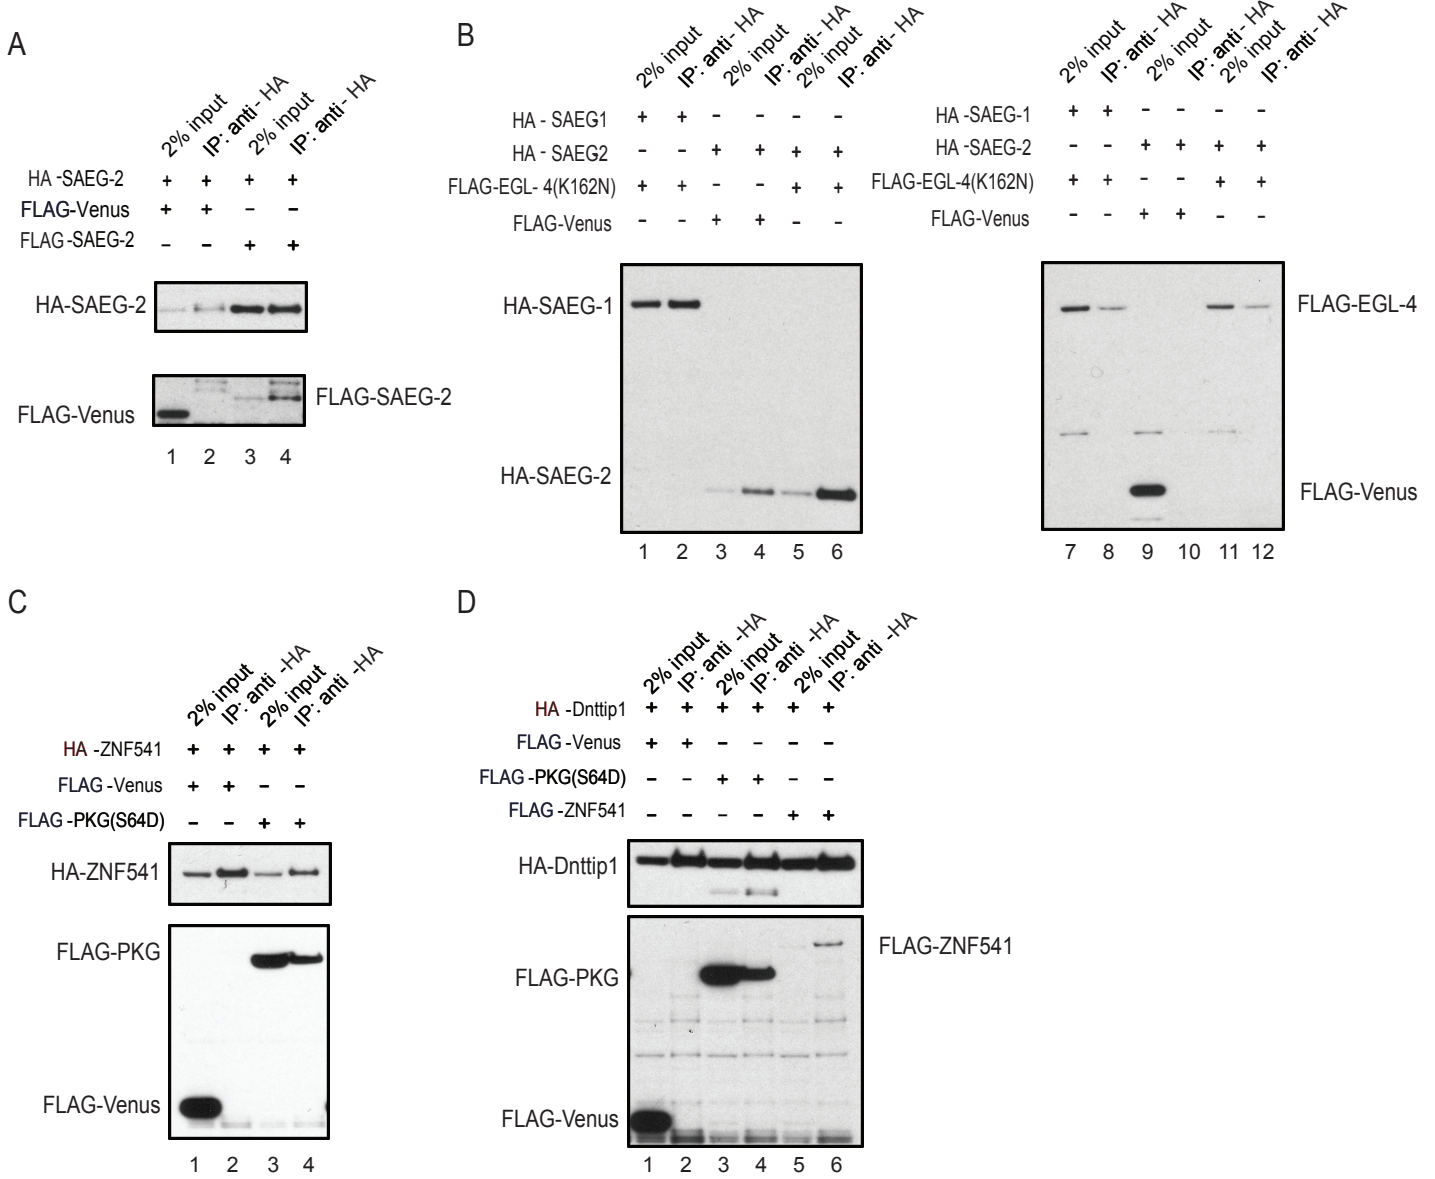 A
2% input
IP: anti- HA
2% input
IP: anti- HA
HA -SAEG-2 + + + +
FLAG-Venus + + – –
FLAG -SAEG-2 – – + +
HA-SAEG-2
FLAG-Venus
FLAG-SAEG-2
1 2 3 4
B
2% input
IP: anti- HA
2% input
IP: anti- HA
2% input
IP: anti- HA
HA - SAEG1 + + – – – –
HA - SAEG2 – – + + + +
FLAG-EGL- 4(K162N) + + – – + +
FLAG-Venus – – + + – –
HA-SAEG-1
HA-SAEG-2
1 2 3 4 5 6
2% input
IP: anti- HA
2% input
IP: anti- HA
2% input
IP: anti- HA
HA -SAEG-1 + + – – – –
HA -SAEG-2 – – + + + +
FLAG-EGL-4(K162N) + + – – + +
FLAG-Venus – – + + – –
FLAG-EGL-4
FLAG-Venus
7 8 9 10 11 12
C
2% input
IP: anti -HA
2% input
IP: anti -HA
HA -ZNF541 + + + +
FLAG -Venus + + – –
FLAG -PKG(S64D) – – + +
HA-ZNF541
FLAG-PKG
FLAG-Venus
1 2 3 4
D
2% input
IP: anti -HA
2% input
IP: anti -HA
2% input
IP: anti -HA
HA -Dnttip1 + + + + + +
FLAG -Venus + + – – – –
FLAG -PKG(S64D) – – + + – –
FLAG -ZNF541 – – – – + +
HA-Dnttip1
FLAG-ZNF541
FLAG-PKG
FLAG-Venus
1 2 3 4 5 6